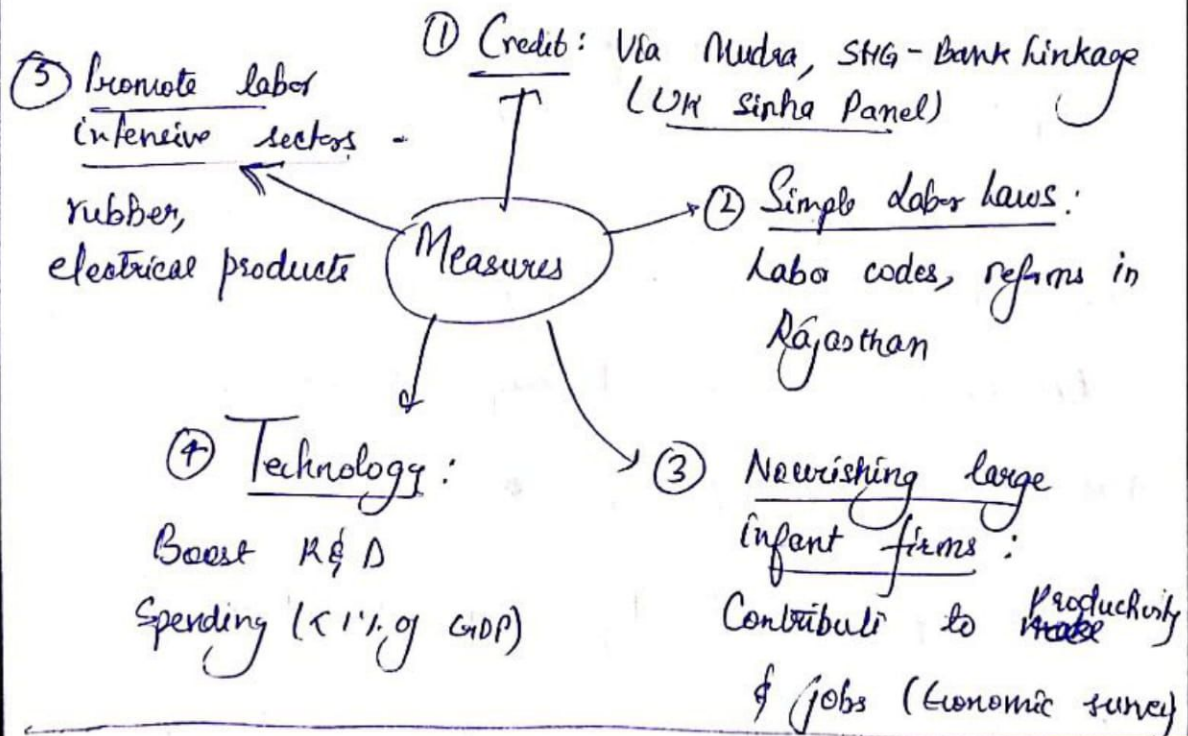 ① Credit: Via Mudra, SHG-Bank Linkage
(UK Sinha Panel)
⑤ Promote labor
intensive sectors -
rubber,
electrical products
Measures
② Simple Labor Laws:
Labor codes, reforms in
Rajasthan
④ Technology:
Boost R&D
Spending (<1% of GDP)
③ Nourishing large
infant firms:
Contribute to Productivity
& jobs (Economic survey)